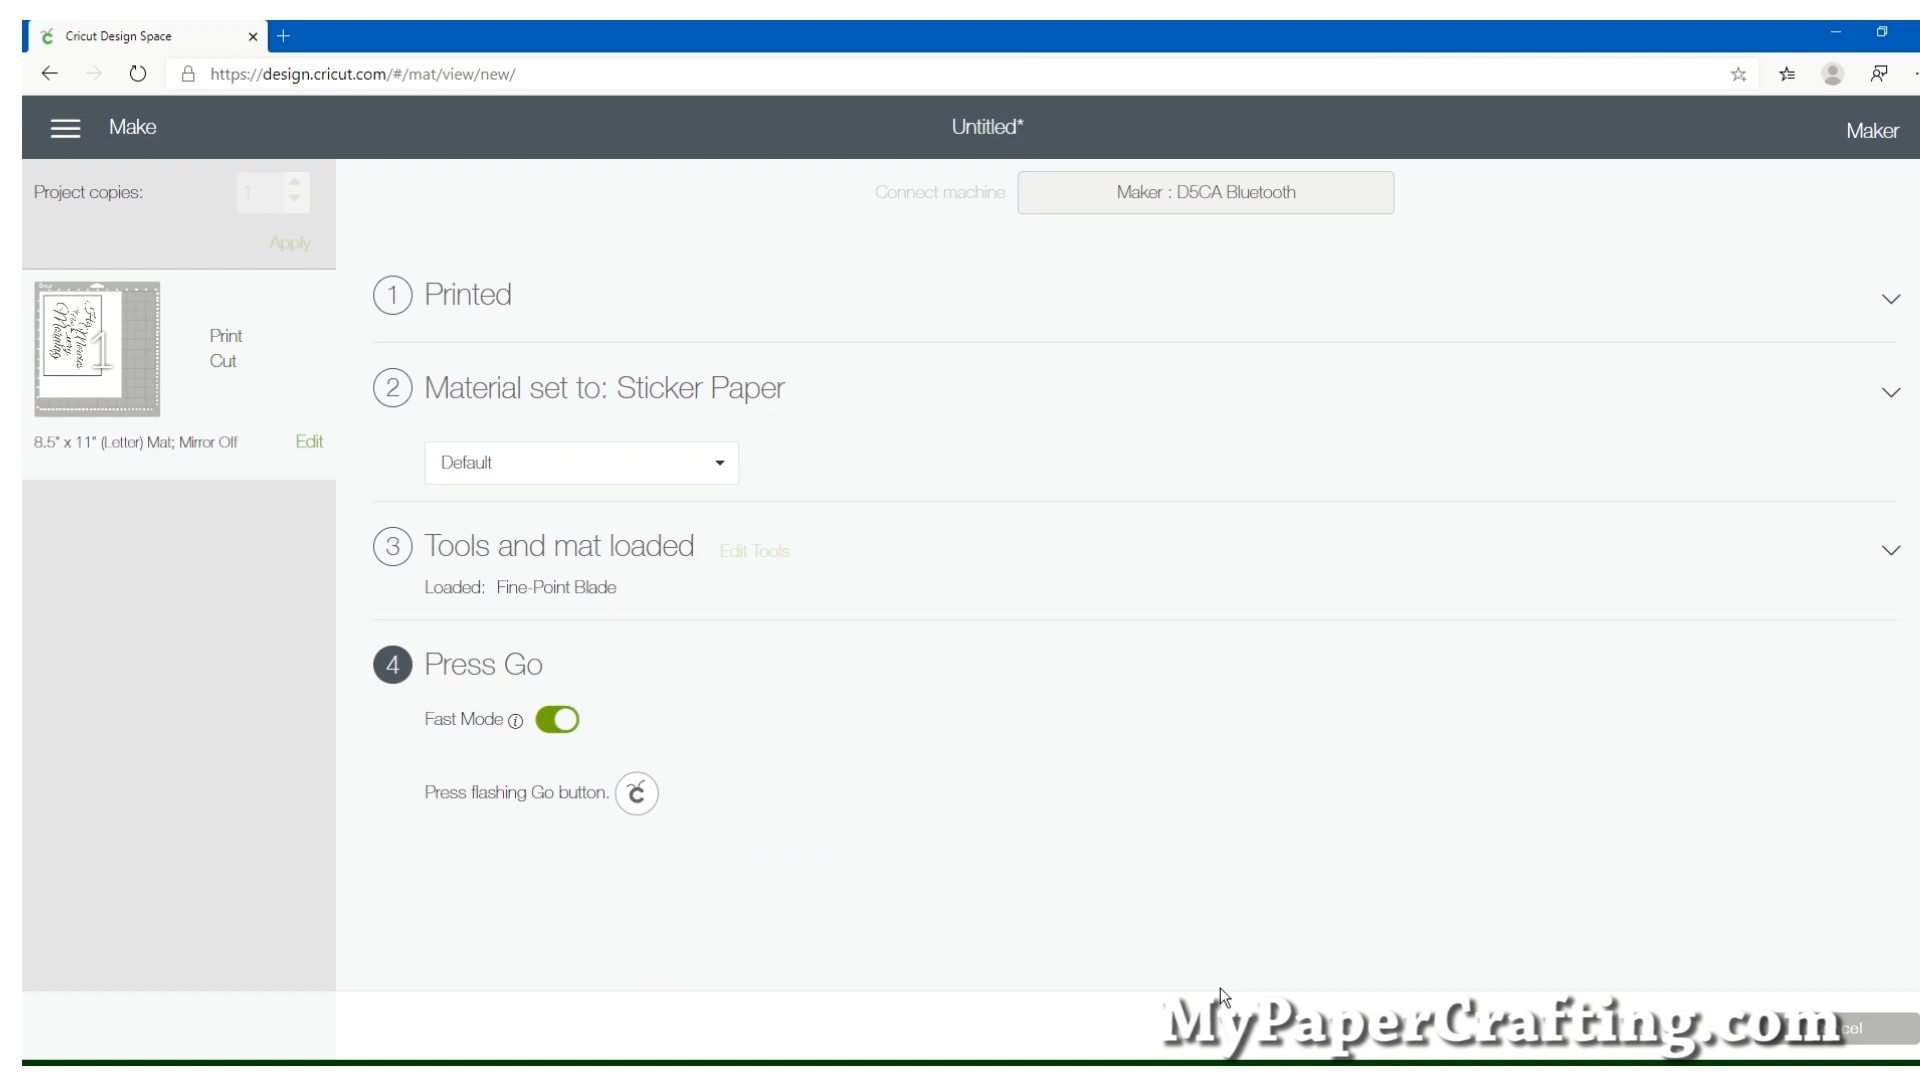 Cricut Design Space
https://design.cricut.com/#/mat/view/new/
Make
Untitled*
Maker
Project copies:
1
Apply
Connect machine
Maker : D5CA Bluetooth
1
Print
Cut
8.5" x 11" (Letter) Mat; Mirror Off
Edit
1 Printed
2 Material set to: Sticker Paper
Default
3 Tools and mat loaded
Edit Tools
Loaded: Fine-Point Blade
4 Press Go
Fast Mode
Press flashing Go button.
MyPaperCrafting.com